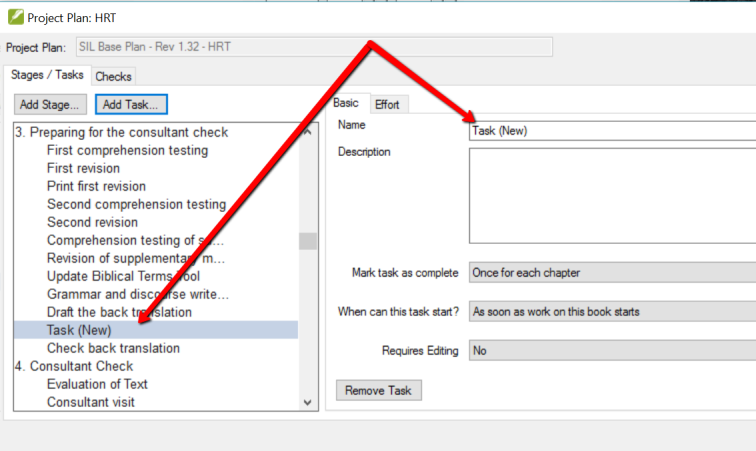 Project Plan: HRT
Project Plan: SIL Base Plan - Rev 1.32 - HRT
Stages / Tasks Checks
Add Stage... Add Task...
3. Preparing for the consultant check
First comprehension testing
First revision
Print first revision
Second comprehension testing
Second revision
Comprehension testing of su...
Revision of supplementary m...
Update Biblical Terms Tool
Grammar and discourse write...
Draft the back translation
Task (New)
Check back translation
4. Consultant Check
Evaluation of Text
Consultant visit
Basic Effort
Name Task (New)
Description
Mark task as complete Once for each chapter
When can this task start? As soon as work on this book starts
Requires Editing No
Remove Task